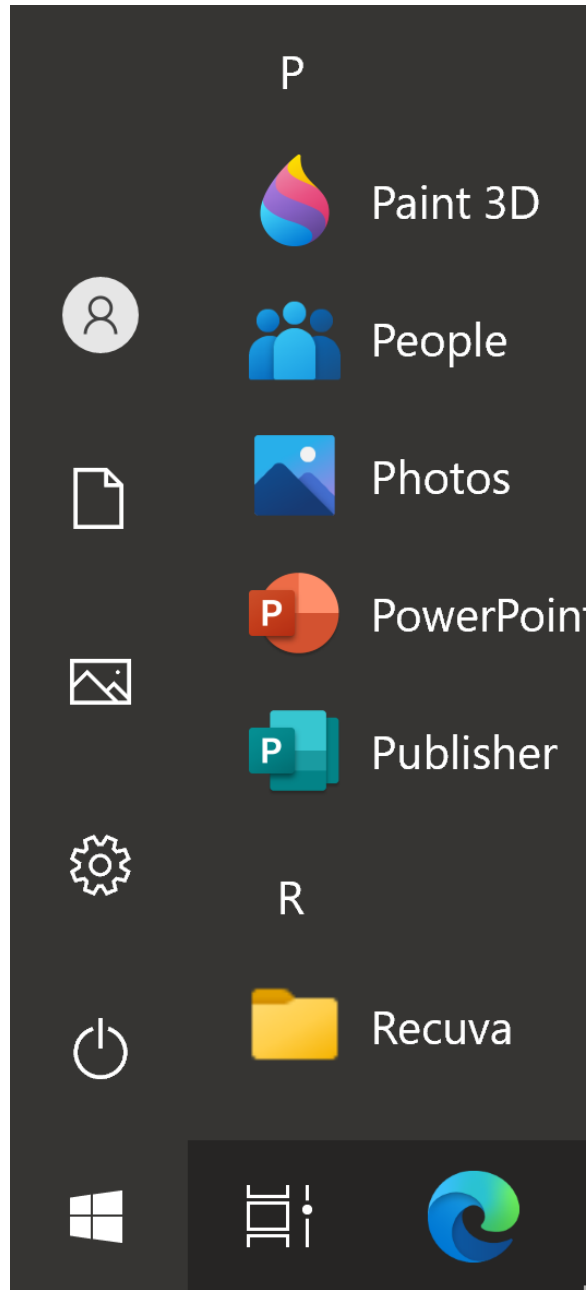 P
Paint 3D
People
Photos
P PowerPoint
P Publisher
R
Recuva